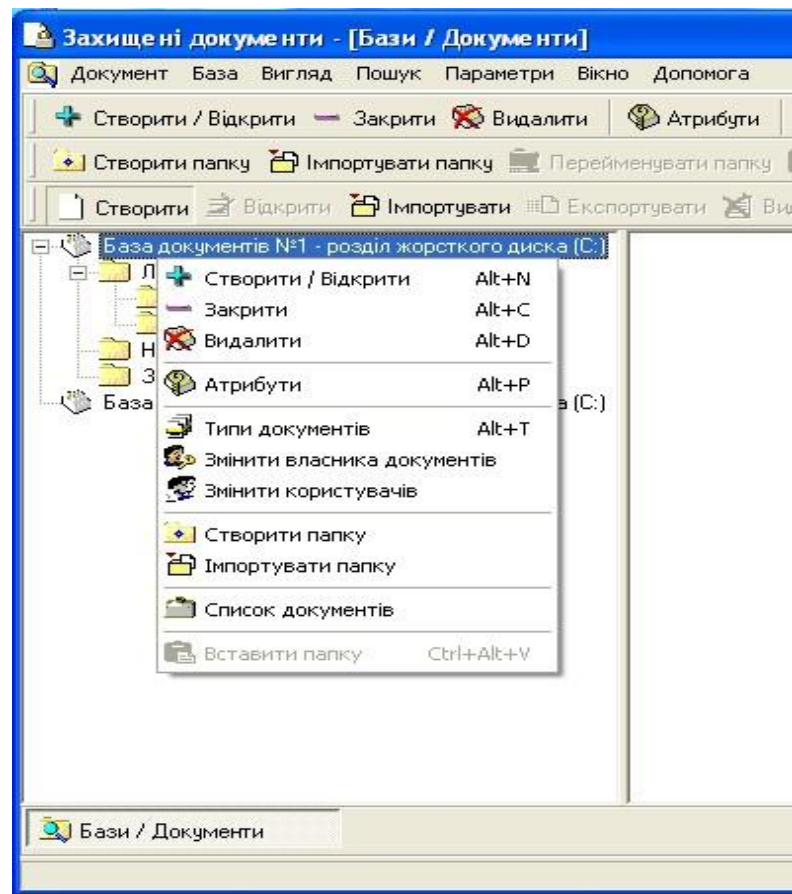 Захищені документи - [Бази / Документи]
Документ База Вигляд Пошук Параметри Вікно Допомога
Створити / Відкрити Закрити Видалити Атрибути
Створити папку Імпортувати папку Перейменувати папку
Створити Відкрити Імпортувати Експортувати Ви
База документів №1 - розділ жорсткого диска (C:)
Л
Створити / Відкрити Alt+N
Закрити Alt+C
Н
Видалити Alt+D
З
Атрибути Alt+P
База а (C:)
Типи документів Alt+T
Змінити власника документів
Змінити користувачів
Створити папку
Імпортувати папку
Список документів
Вставити папку Ctrl+Alt+V
Бази / Документи